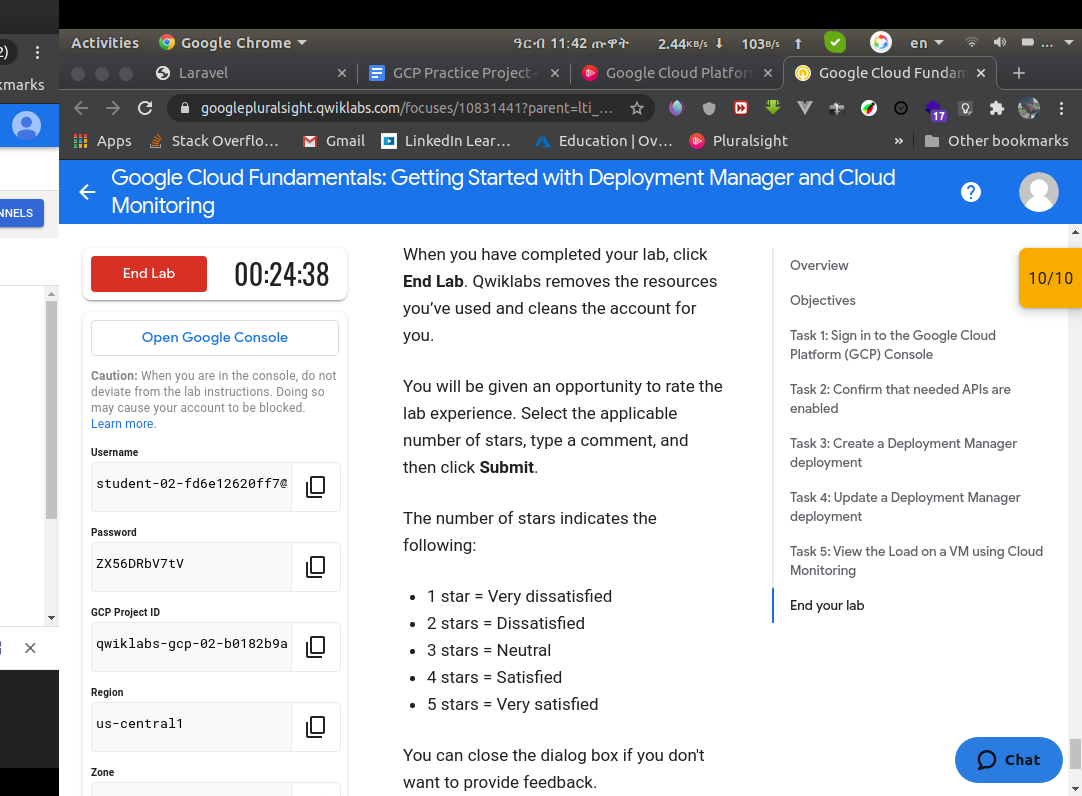 2)
marks
NNELS
Activities
Google Chrome
ዓርብ 11:42 ጡዋት
2.44KB/s
103B/s
en
...
Laravel
GCP Practice Project -
Google Cloud Platfor
Google Cloud Fundam
googlepluralsight.qwiklabs.com/focuses/10831441?parent=lti_...
17
Apps
Stack Overflo...
Gmail
LinkedIn Lear...
Education | Ov...
Pluralsight
»
Other bookmarks
Google Cloud Fundamentals: Getting Started with Deployment Manager and Cloud
Monitoring
End Lab
00:24:38
Open Google Console
Caution: When you are in the console, do not
deviate from the lab instructions. Doing so
may cause your account to be blocked.
Learn more.
Username
student-02-fd6e12620ff7@
Password
ZX56DRbV7tV
GCP Project ID
qwiklabs-gcp-02-b0182b9a
Region
us-central1
Zone
When you have completed your lab, click
End Lab. Qwiklabs removes the resources
you’ve used and cleans the account for
you.
You will be given an opportunity to rate the
lab experience. Select the applicable
number of stars, type a comment, and
then click Submit.
The number of stars indicates the
following:
• 1 star = Very dissatisfied
• 2 stars = Dissatisfied
• 3 stars = Neutral
• 4 stars = Satisfied
• 5 stars = Very satisfied
You can close the dialog box if you don't
want to provide feedback.
Overview
Objectives
Task 1: Sign in to the Google Cloud
Platform (GCP) Console
Task 2: Confirm that needed APIs are
enabled
Task 3: Create a Deployment Manager
deployment
Task 4: Update a Deployment Manager
deployment
Task 5: View the Load on a VM using Cloud
Monitoring
End your lab
10/10
Chat